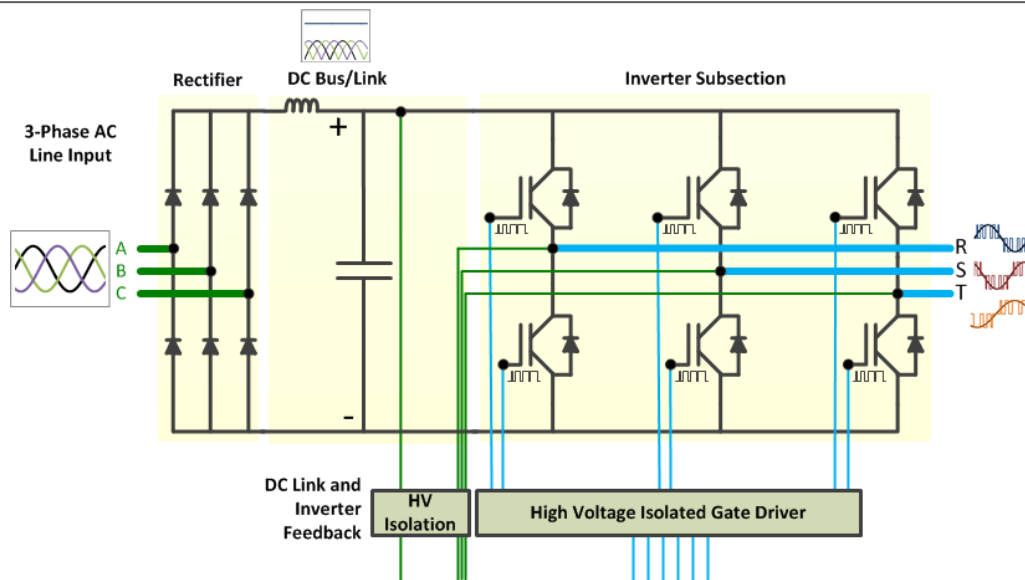 Rectifier
DC Bus/Link
Inverter Subsection
3-Phase AC
Line Input
+
A
B
C
R
S
T
-
DC Link and
Inverter
Feedback
HV
Isolation
High Voltage Isolated Gate Driver